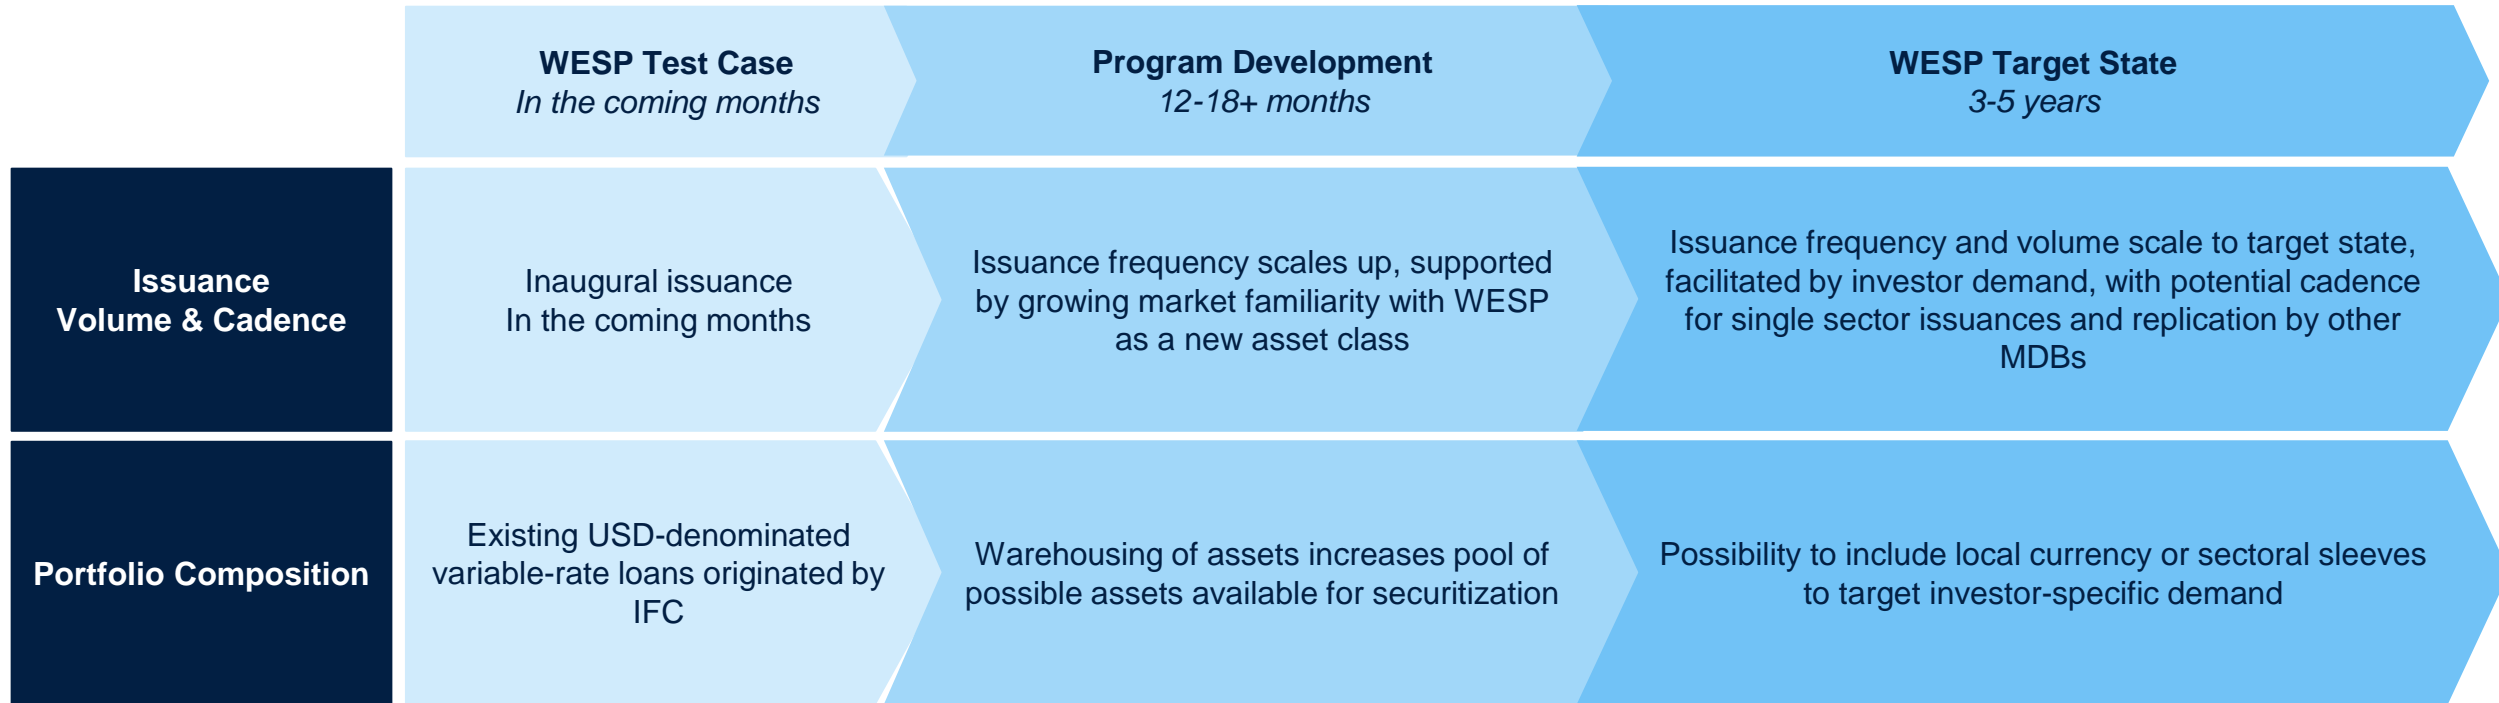 WESP Test Case
In the coming months
Program Development
12-18+ months
WESP Target State
3-5 years
Issuance
Volume & Cadence
Inaugural issuance
In the coming months
Issuance frequency scales up, supported
by growing market familiarity with WESP
as a new asset class
Issuance frequency and volume scale to target state,
facilitated by investor demand, with potential cadence
for single sector issuances and replication by other
MDBs
Portfolio Composition
Existing USD-denominated
variable-rate loans originated by
IFC
Warehousing of assets increases pool of
possible assets available for securitization
Possibility to include local currency or sectoral sleeves
to target investor-specific demand